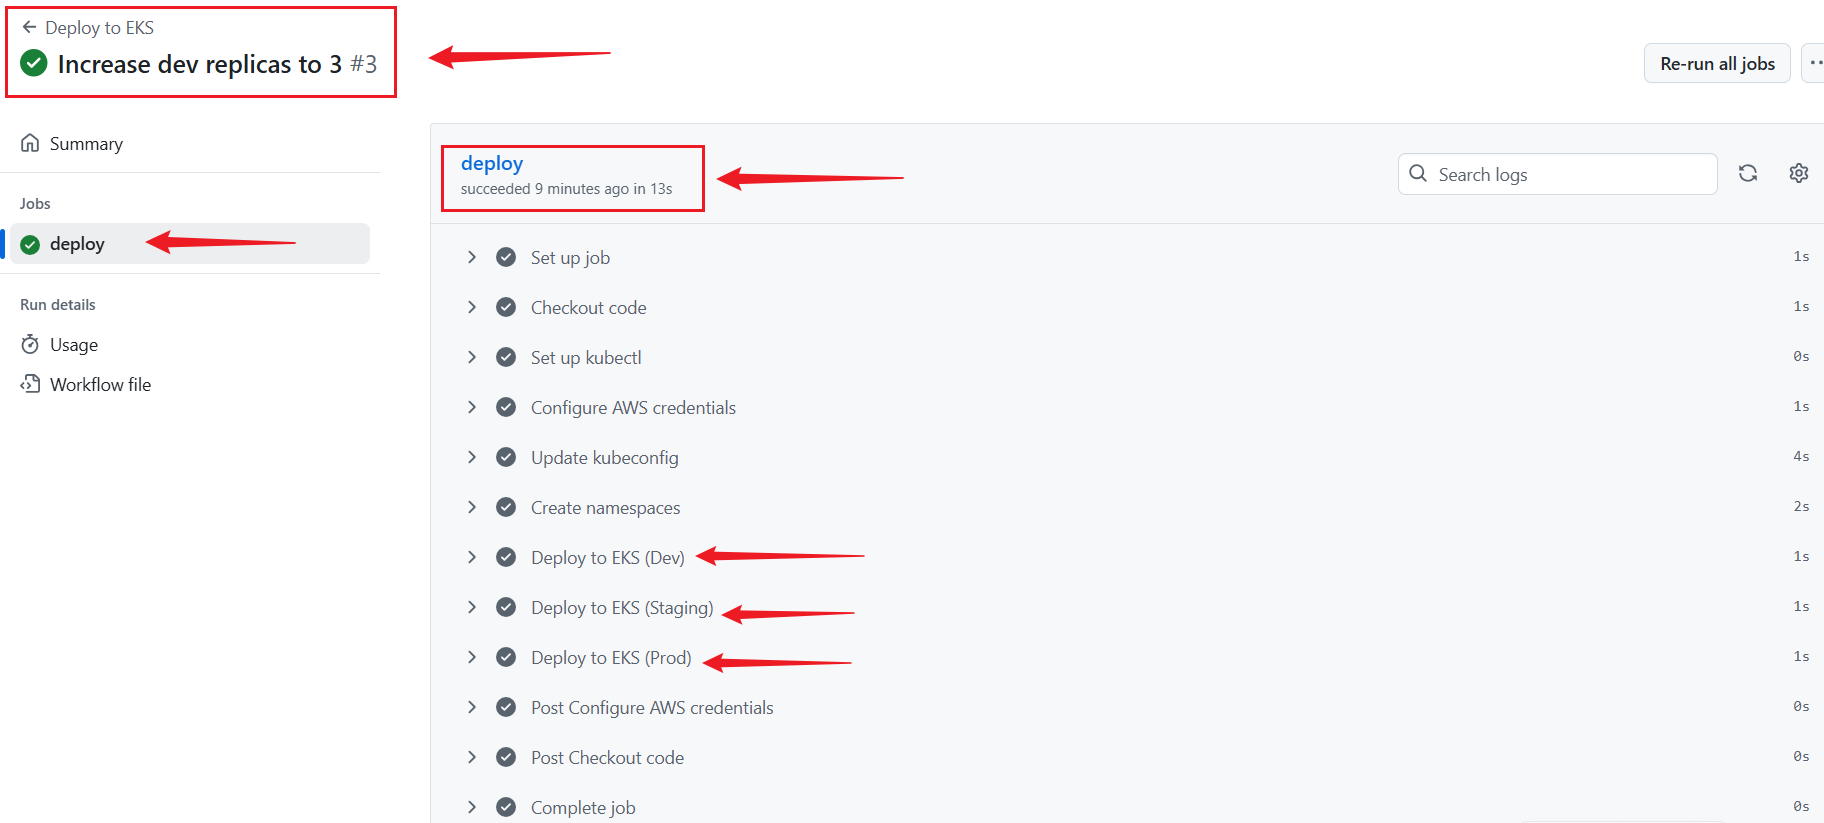 Deploy to EKS
Increase dev replicas to 3 #3
Re-run all jobs
Summary
Jobs
deploy
Run details
Usage
Workflow file
deploy
succeeded 9 minutes ago in 13s
Search logs
Set up job 1s
Checkout code 1s
Set up kubectl 0s
Configure AWS credentials 1s
Update kubeconfig 4s
Create namespaces 2s
Deploy to EKS (Dev) 1s
Deploy to EKS (Staging) 1s
Deploy to EKS (Prod) 1s
Post Configure AWS credentials 0s
Post Checkout code 0s
Complete job 0s